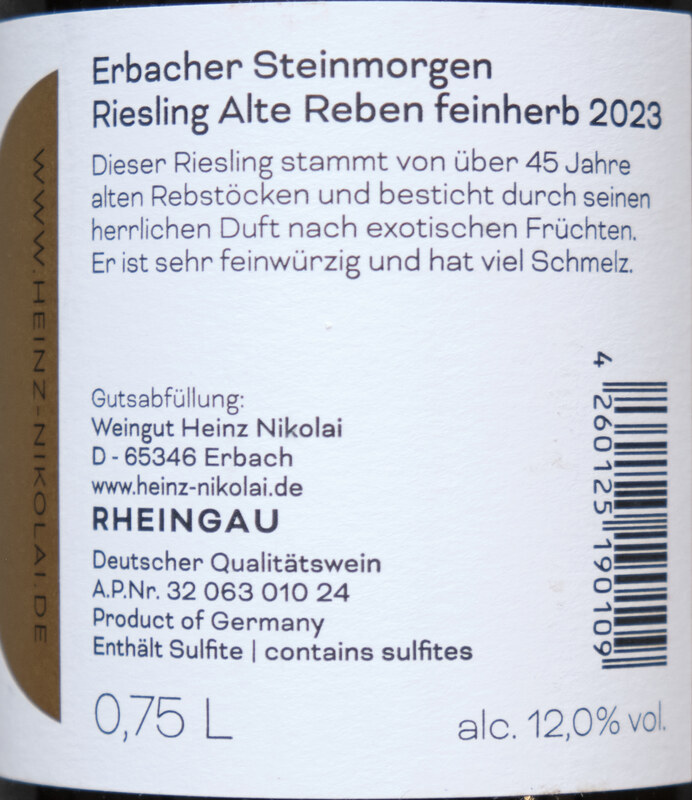 Erbacher Steinmorgen
Riesling Alte Reben feinherb 2023
Dieser Riesling stammt von über 45 Jahre
alten Rebstöcken und besticht durch seinen
herrlichen Duft nach exotischen Früchten.
Er ist sehr feinwürzig und hat viel Schmelz.
WWW.HEINZ-NIKOLAI.DE
Gutsabfüllung:
Weingut Heinz Nikolai
D - 65346 Erbach
www.heinz-nikolai.de
RHEINGAU
Deutscher Qualitätswein
A.P.Nr. 32 063 010 24
Product of Germany
Enthält Sulfite | contains sulfites
4 260125 190109
0,75 L
alc. 12,0% vol.